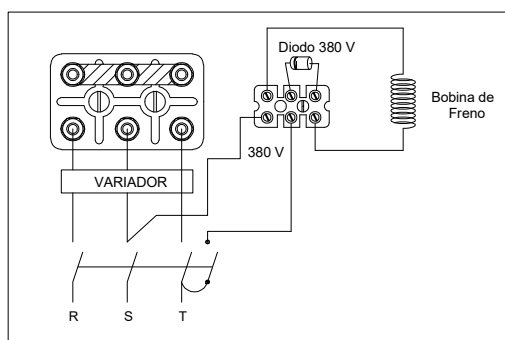 Diodo 380 V
Bobina de
Freno
380 V
VARIADOR
R S T